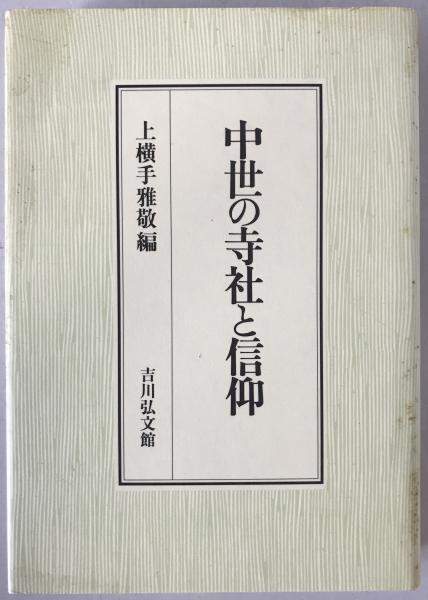 中世の寺社と信仰
上横手雅敬編
吉川弘文館